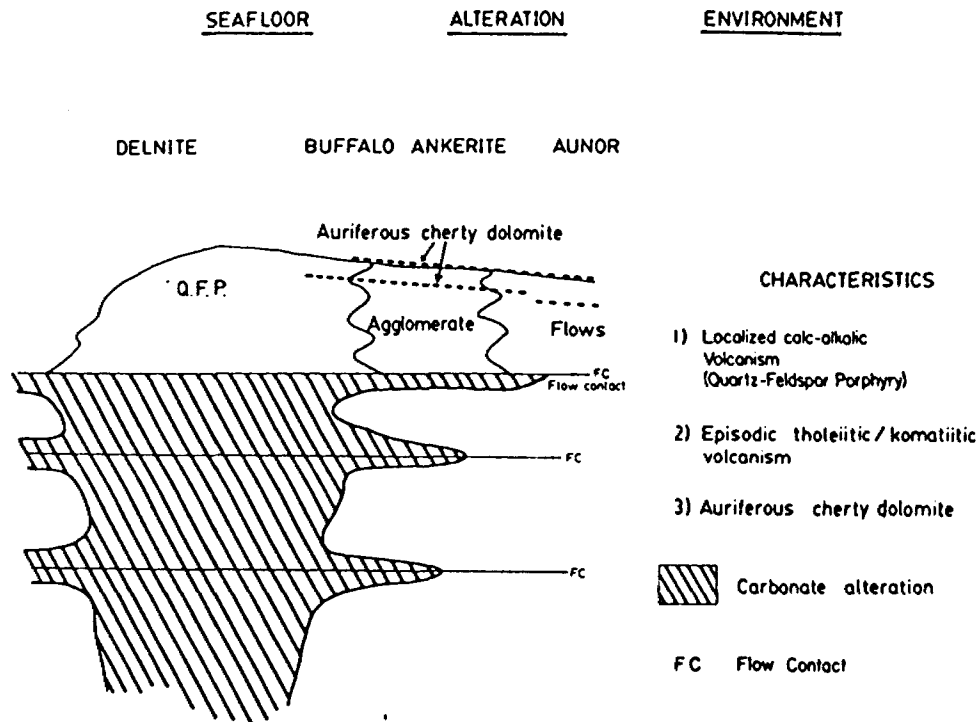 SEAFLOOR ALTERATION ENVIRONMENT
DELNITE BUFFALO ANKERITE AUNOR
Auriferous cherty dolomite
Q.F.P.
Agglomerate
Flows
FC
Flow contact
FC
FC
CHARACTERISTICS
1) Localized calc-alkalic
Volcanism
(Quartz-Feldspar Porphyry)
2) Episodic tholeiitic / komatiitic
volcanism
3) Auriferous cherty dolomite
Carbonate alteration
FC Flow Contact